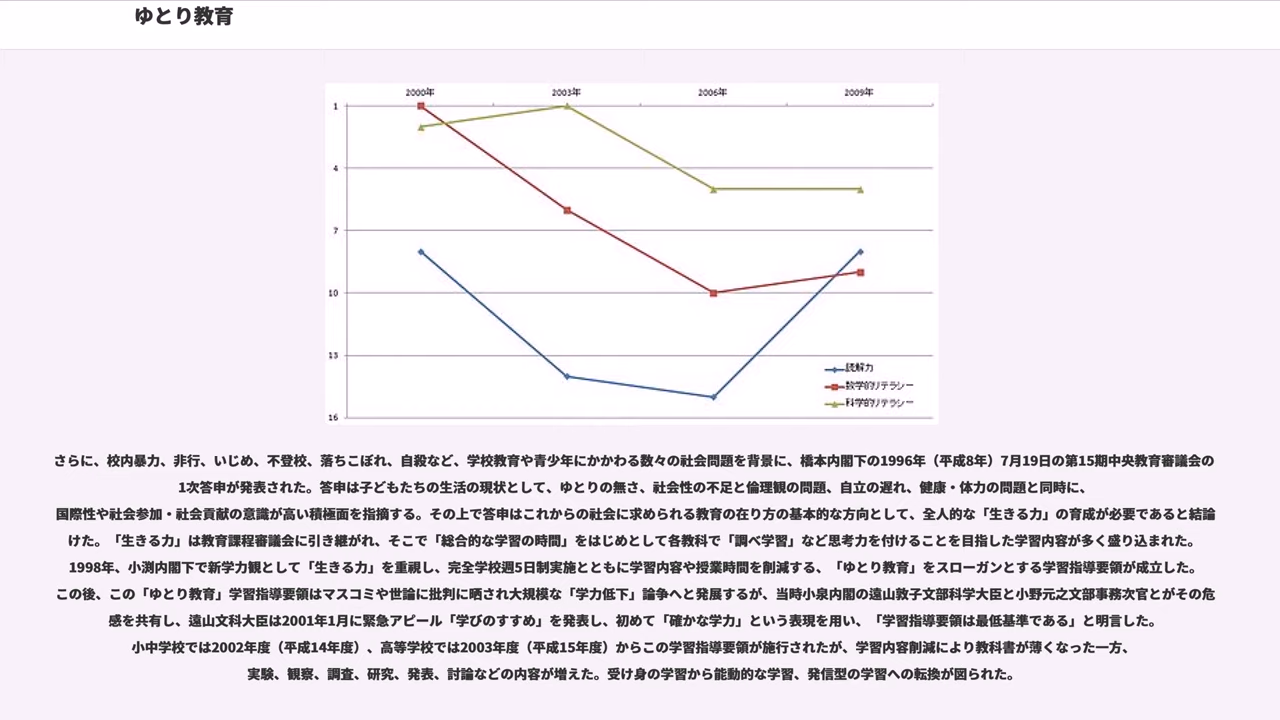 ゆとり教育
2000年 2003年 2006年 2009年
1
4
7
10
13
16
読解力
数学的リテラシー
科学的リテラシー
さらに、校内暴力、非行、いじめ、不登校、落ちこぼれ、自殺など、学校教育や青少年にかかわる数々の社会問題を背景に、橋本内閣下の1996年（平成8年）7月19日の第15期中央教育審議会の
1次答申が発表された。答申は子どもたちの生活の現状として、ゆとりの無さ、社会性の不足と倫理観の問題、自立の遅れ、健康・体力の問題と同時に、
国際性や社会参加・社会貢献の意識が高い積極面を指摘する。その上で答申はこれからの社会に求められる教育の在り方の基本的な方向として、全人的な「生きる力」の育成が必要であると結論
けた。「生きる力」は教育課程審議会に引き継がれ、そこで「総合的な学習の時間」をはじめとして各教科で「調べ学習」など思考力を付けることを目指した学習内容が多く盛り込まれた。
1998年、小渕内閣下で新学力観として「生きる力」を重視し、完全学校週5日制実施とともに学習内容や授業時間を削減する、「ゆとり教育」をスローガンとする学習指導要領が成立した。
この後、この「ゆとり教育」学習指導要領はマスコミや世論に批判に晒され大規模な「学力低下」論争へと発展するが、当時小泉内閣の遠山敦子文部科学大臣と小野元之文部事務次官とがその危
感を共有し、遠山文科大臣は2001年1月に緊急アピール「学びのすすめ」を発表し、初めて「確かな学力」という表現を用い、「学習指導要領は最低基準である」と明言した。
小中学校では2002年度（平成14年度）、高等学校では2003年度（平成15年度）からこの学習指導要領が施行されたが、学習内容削減により教科書が薄くなった一方、
実験、観察、調査、研究、発表、討論などの内容が増えた。受け身の学習から能動的な学習、発信型の学習への転換が図られた。